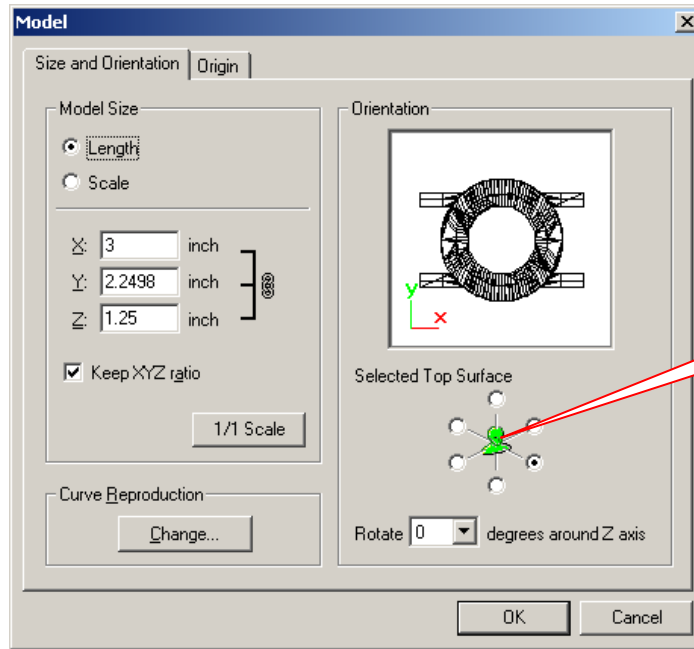 Model
Size and Orientation
Origin
Model Size
Length
Scale
X: 3 inch
Y: 2.2498 inch
Z: 1.25 inch
Keep XYZ ratio
1/1 Scale
Curve Reproduction
Change...
Orientation
y
x
Selected Top Surface
Rotate 0 degrees around Z axis
OK
Cancel